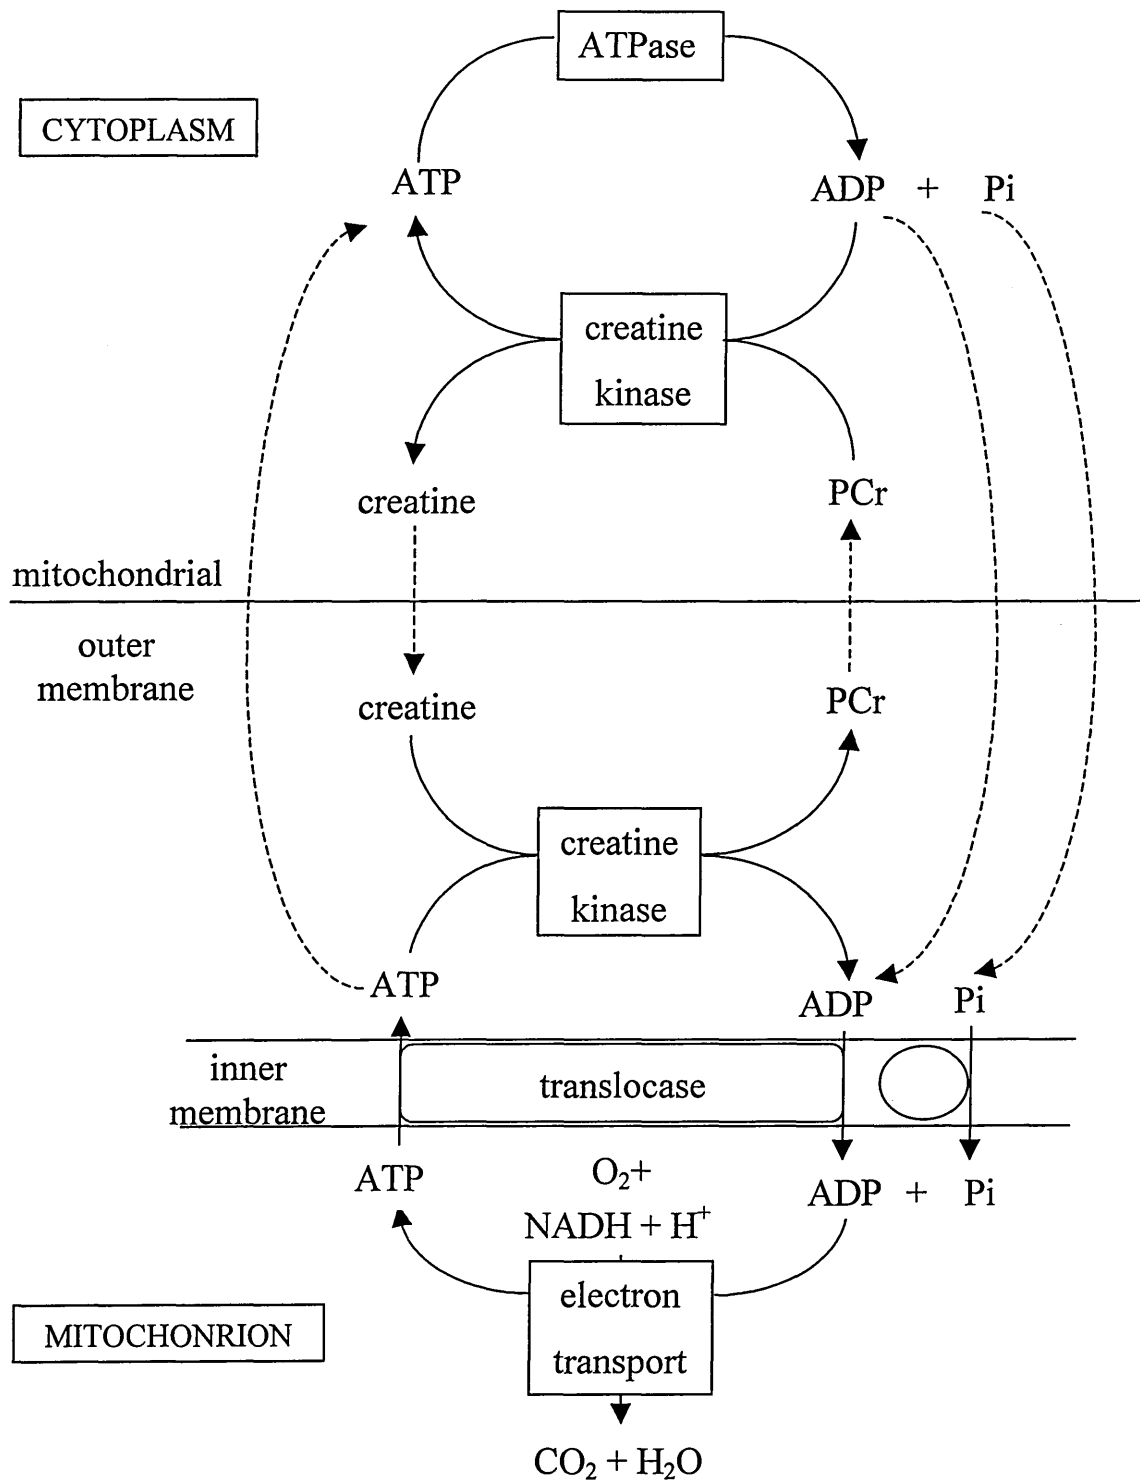 ATPase
CYTOPLASM
ATP
ADP + Pi
creatine
kinase
creatine
PCr
mitochondrial
outer
membrane
creatine
PCr
creatine
kinase
ATP
ADP
Pi
inner
membrane
translocase
ATP
O₂+
ADP + Pi
NADH + H⁺
electron
transport
MITOCHONRION
CO₂ + H₂O